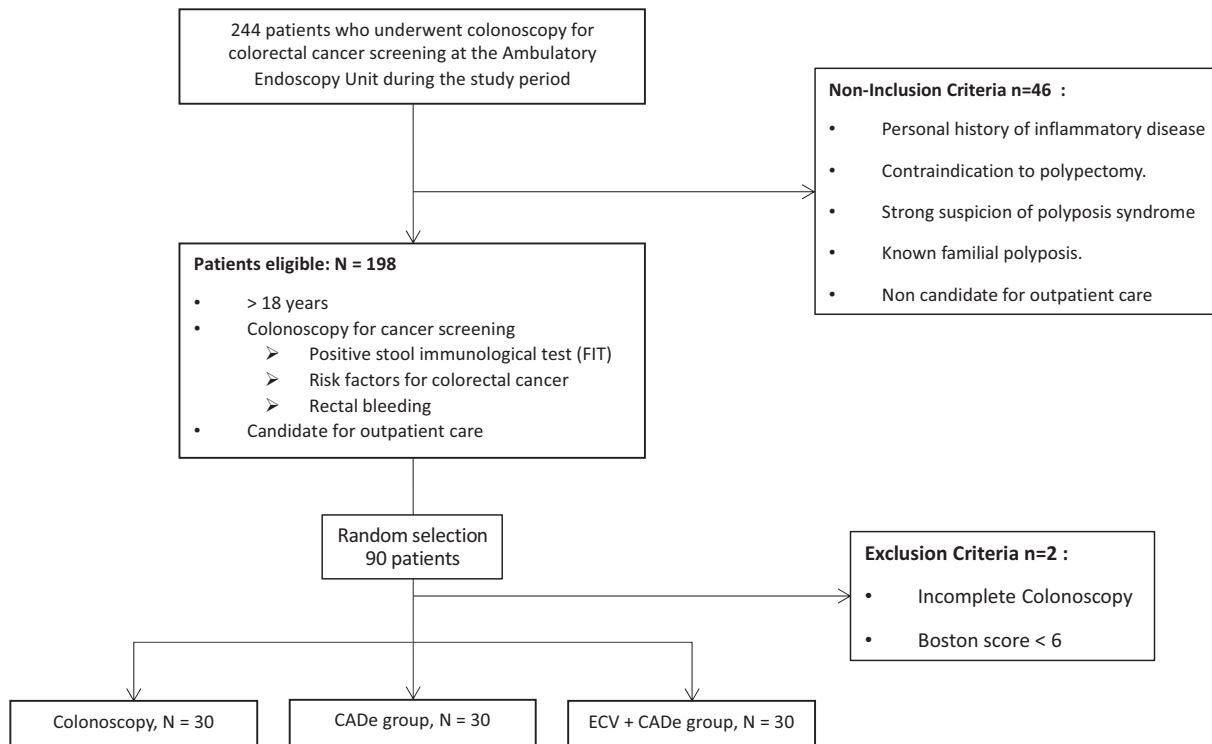 244 patients who underwent colonoscopy for
colorectal cancer screening at the Ambulatory
Endoscopy Unit during the study period
Non-Inclusion Criteria n=46 :
• Personal history of inflammatory disease
• Contraindication to polypectomy.
• Strong suspicion of polyposis syndrome
• Known familial polyposis.
• Non candidate for outpatient care
Patients eligible: N = 198
• > 18 years
• Colonoscopy for cancer screening
➢ Positive stool immunological test (FIT)
➢ Risk factors for colorectal cancer
➢ Rectal bleeding
• Candidate for outpatient care
Random selection
90 patients
Exclusion Criteria n=2 :
• Incomplete Colonoscopy
• Boston score < 6
Colonoscopy, N = 30
CADe group, N = 30
ECV + CADe group, N = 30